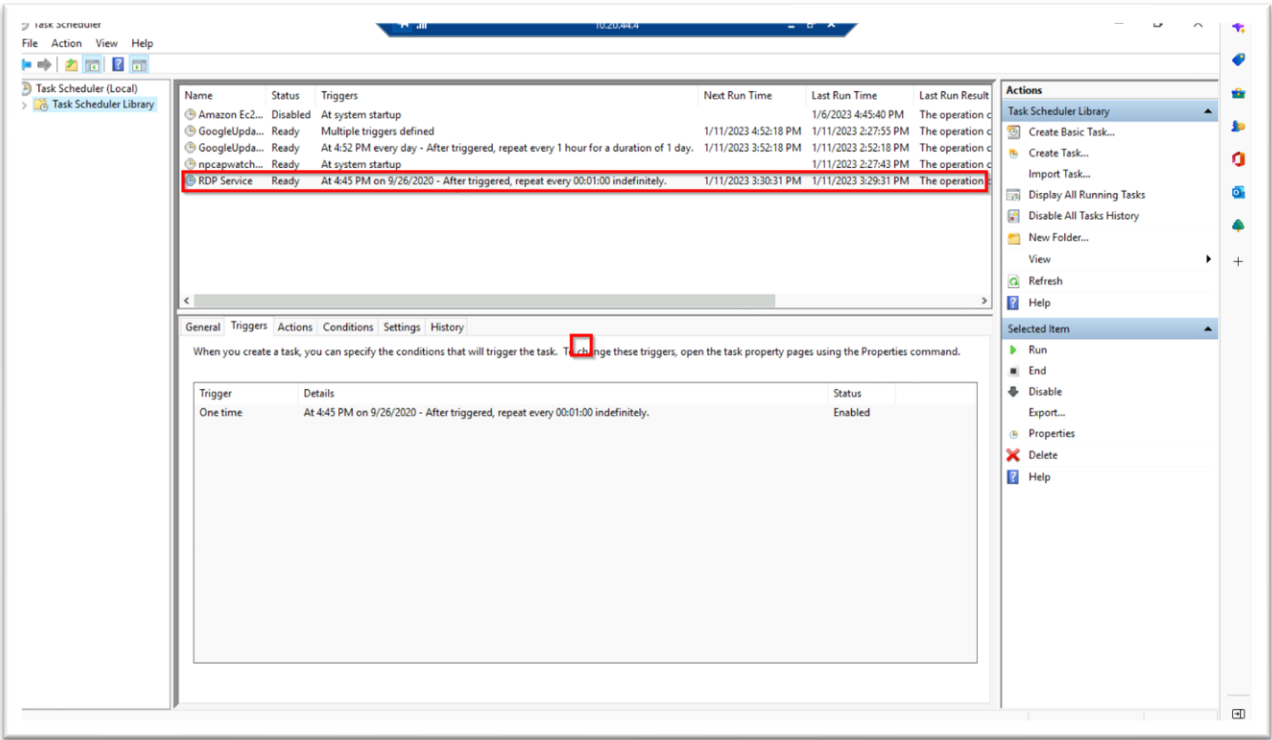 Task Scheduler
10.20.44.4
File Action View Help
Task Scheduler (Local)
Task Scheduler Library
Name Status Triggers Next Run Time Last Run Time Last Run Result
Amazon Ec2... Disabled At system startup 1/6/2023 4:45:40 PM The operation c
GoogleUpda... Ready Multiple triggers defined 1/11/2023 4:52:18 PM 1/11/2023 2:27:55 PM The operation c
GoogleUpda... Ready At 4:52 PM every day - After triggered, repeat every 1 hour for a duration of 1 day. 1/11/2023 3:52:18 PM 1/11/2023 2:52:18 PM The operation c
npcapwatch... Ready At system startup 1/11/2023 2:27:43 PM The operation c
RDP Service Ready At 4:45 PM on 9/26/2020 - After triggered, repeat every 00:01:00 indefinitely. 1/11/2023 3:30:31 PM 1/11/2023 3:29:31 PM The operation c
General Triggers Actions Conditions Settings History
When you create a task, you can specify the conditions that will trigger the task. To change these triggers, open the task property pages using the Properties command.
Trigger Details Status
One time At 4:45 PM on 9/26/2020 - After triggered, repeat every 00:01:00 indefinitely. Enabled
Actions
Task Scheduler Library
Create Basic Task...
Create Task...
Import Task...
Display All Running Tasks
Disable All Tasks History
New Folder...
View
Refresh
Help
Selected Item
Run
End
Disable
Export...
Properties
Delete
Help